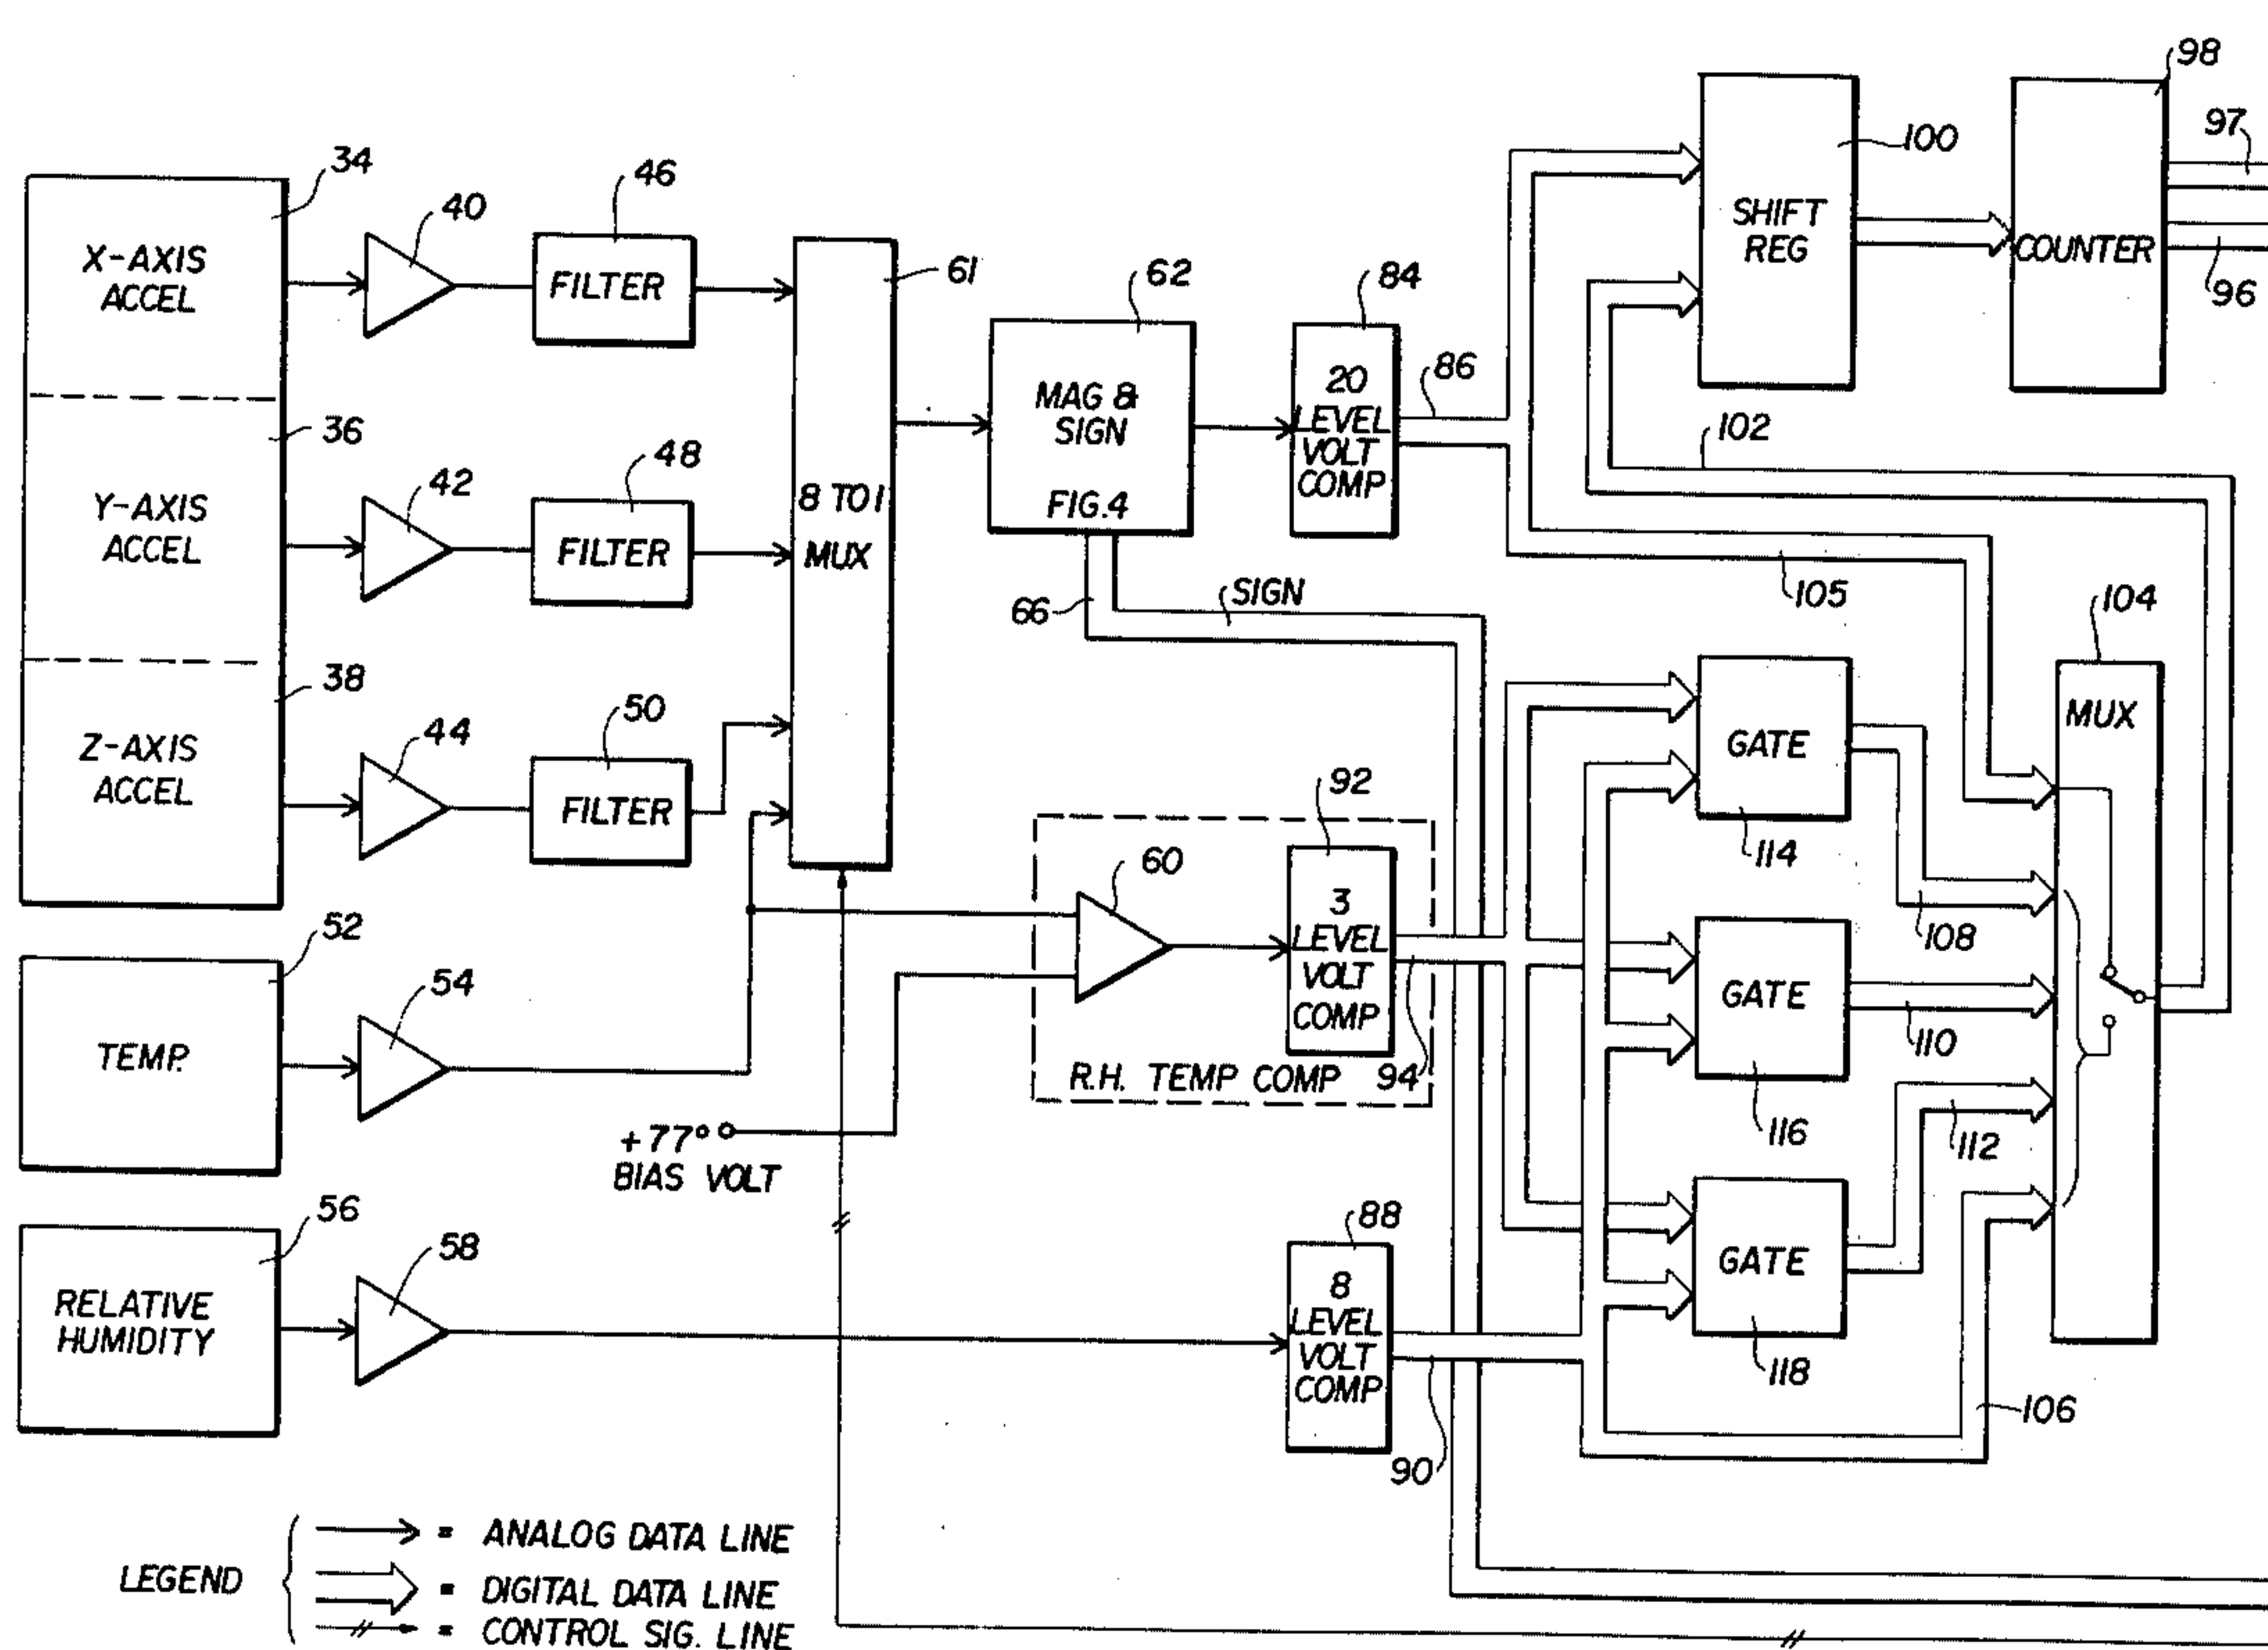 98
97
34
46
40
100
X-AXIS
ACCEL
FILTER
61
62
84
SHIFT
REG
COUNTER
96
86
20
LEVEL
VOLT
COMP
MAG &
SIGN
FIG.4
102
36
48
42
Y-AXIS
ACCEL
FILTER
8 TO 1
MUX
66
SIGN
105
104
38
50
44
Z-AXIS
ACCEL
FILTER
MUX
GATE
92
114
60
3
LEVEL
VOLT
COMP
108
52
54
GATE
TEMP.
R.H. TEMP COMP
94
110
+77°
BIAS VOLT
116
112
56
58
88
RELATIVE
HUMIDITY
8
LEVEL
VOLT
COMP
GATE
118
90
106
LEGEND
= ANALOG DATA LINE
= DIGITAL DATA LINE
= CONTROL SIG. LINE